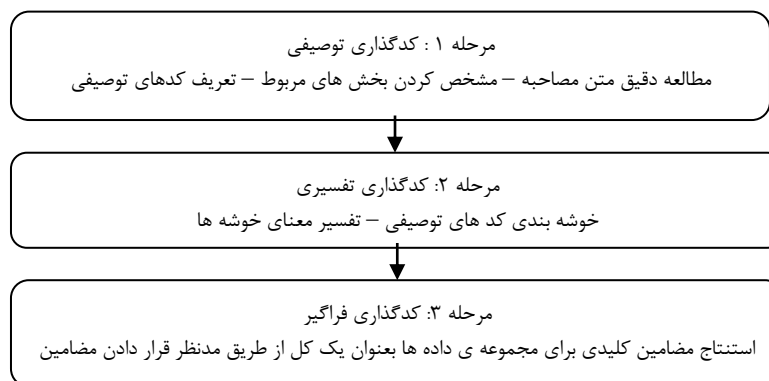 مرحله ۱ : کدگذاری توصیفی
مطالعه دقیق متن مصاحبه – مشخص کردن بخش های مربوط – تعریف کدهای توصیفی
مرحله ۲: کدگذاری تفسیری
خوشه بندی کد های توصیفی – تفسیر معنای خوشه ها
مرحله ۳: کدگذاری فراگیر
استنتاج مضامین کلیدی برای مجموعه ی داده ها بعنوان یک کل از طریق مدنظر قرار دادن مضامین